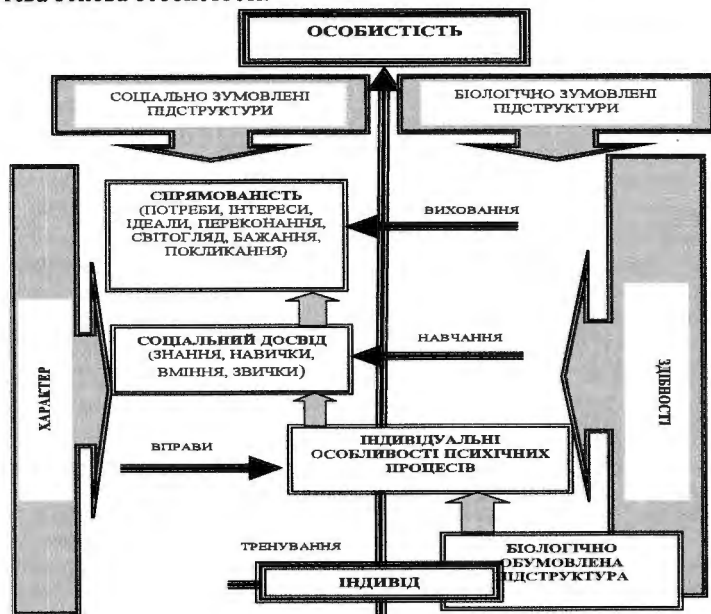 ОСОБИСТІСТЬ
СОЦІАЛЬНО ЗУМОВЛЕНІ
ПІДСТРУКТУРИ
БІОЛОГІЧНО ЗУМОВЛЕНІ
ПІДСТРУКТУРИ
СПРЯМОВАНІСТЬ
(ПОТРЕБИ, ІНТЕРЕСИ,
ІДЕАЛИ, ПЕРЕКОНАННЯ,
СВІТОГЛЯД, БАЖАННЯ,
ПОКЛИКАННЯ)
ВИХОВАННЯ
СОЦІАЛЬНИЙ ДОСВІД
(ЗНАННЯ, НАВИЧКИ,
ВМІННЯ, ЗВИЧКИ)
НАВЧАННЯ
ХАРАКТЕР
ЗДІБНОСТІ
ВПРАВИ
ІНДИВІДУАЛЬНІ
ОСОБЛИВОСТІ ПСИХІЧНИХ
ПРОЦЕСІВ
ТРЕНУВАННЯ
ІНДИВІД
БІОЛОГІЧНО
ОБУМОВЛЕНА
ПІДСТРУКТУРА